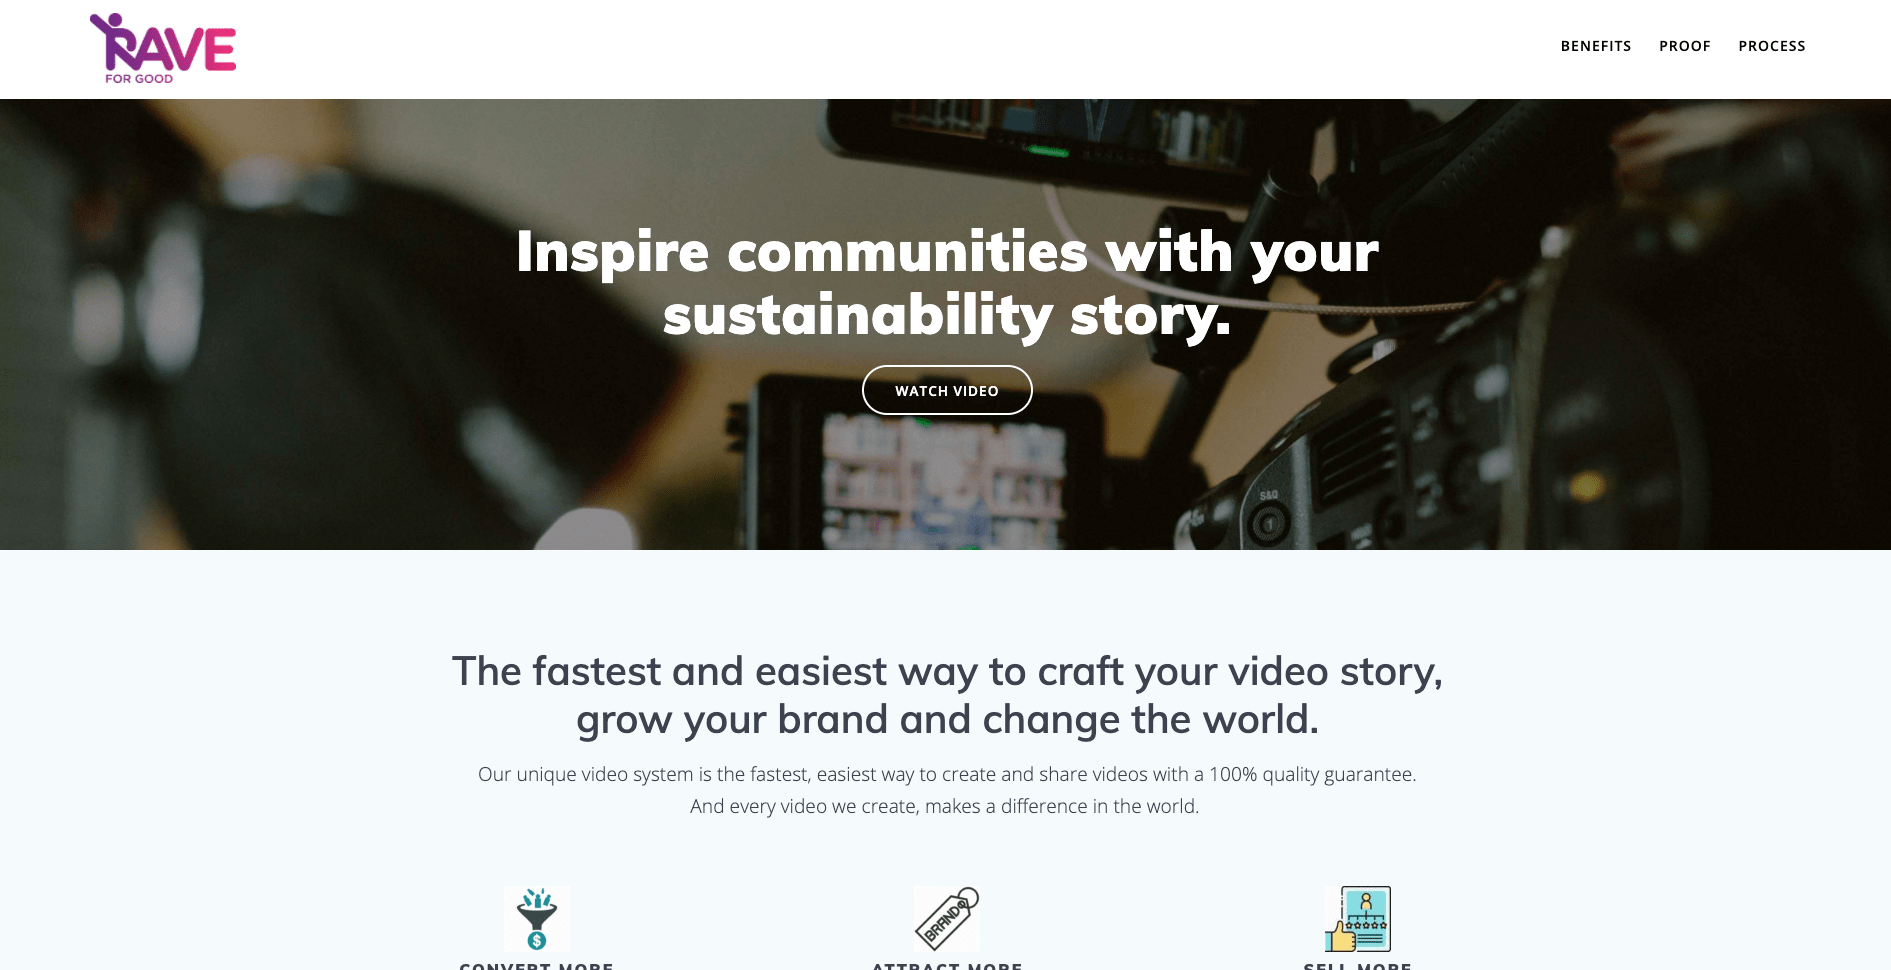 RAVE
FOR GOOD
BENEFITS PROOF PROCESS
Inspire communities with your
sustainability story.
WATCH VIDEO
S&Q
1
The fastest and easiest way to craft your video story,
grow your brand and change the world.
Our unique video system is the fastest, easiest way to create and share videos with a 100% quality guarantee.
And every video we create, makes a difference in the world.
$
BRAND
CONVERT MORE
ATTRACT MORE
SELL MORE